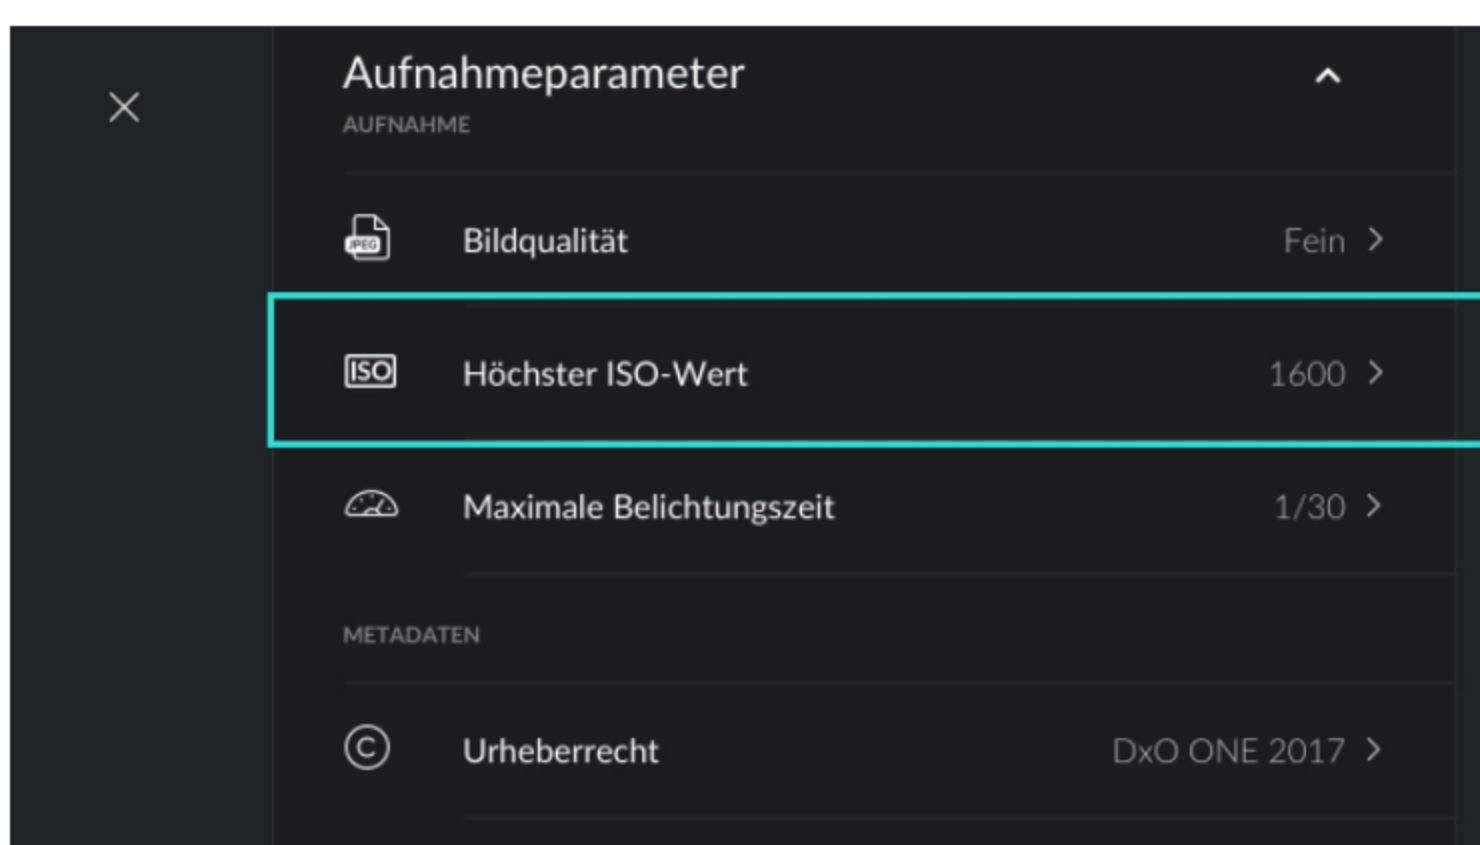 Aufnahmeparameter
AUFNAHME
JPEG
Bildqualität
Fein
ISO
Höchster ISO-Wert
1600
Maximale Belichtungszeit
1/30
METADATEN
Urheberrecht
DxO ONE 2017